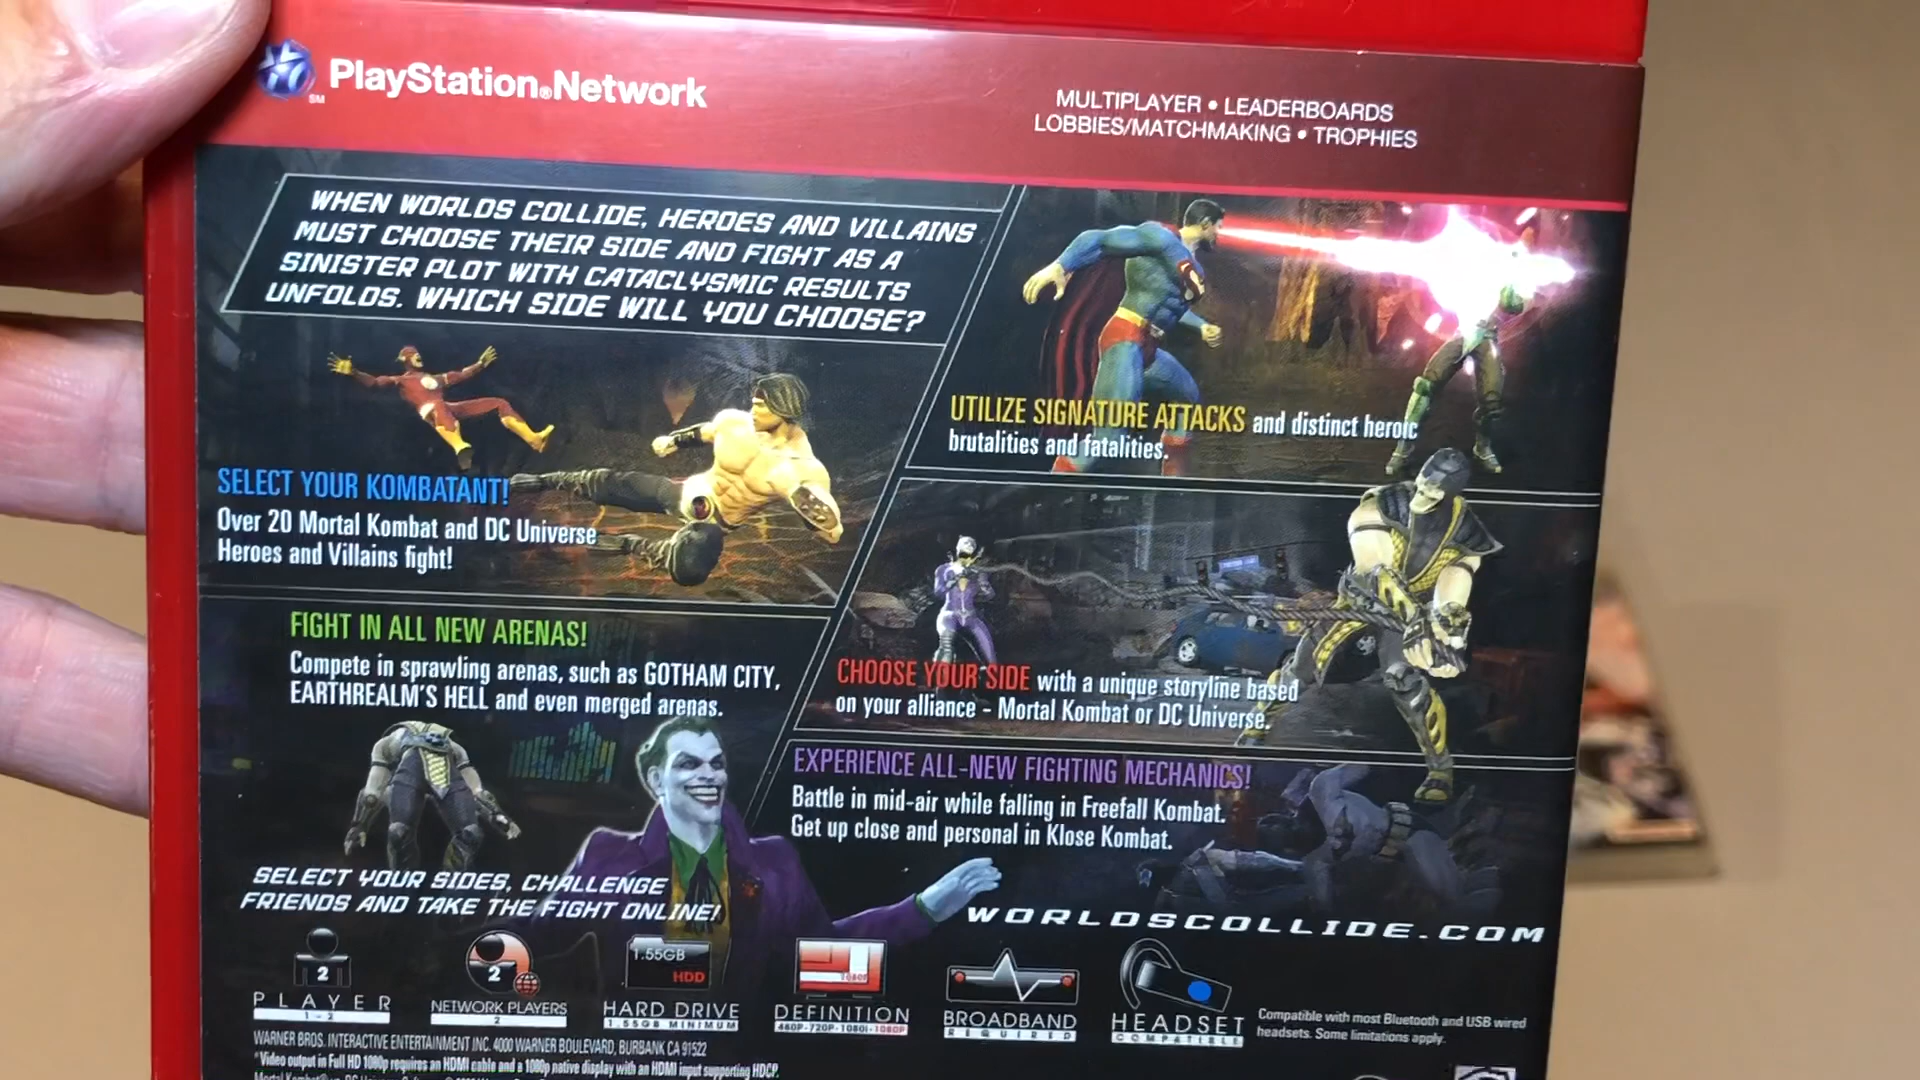 PlayStation®Network
SM
MULTIPLAYER • LEADERBOARDS
LOBBIES/MATCHMAKING • TROPHIES
WHEN WORLDS COLLIDE, HEROES AND VILLAINS
MUST CHOOSE THEIR SIDE AND FIGHT AS A
SINISTER PLOT WITH CATACLYSMIC RESULTS
UNFOLDS. WHICH SIDE WILL YOU CHOOSE?
UTILIZE SIGNATURE ATTACKS and distinct heroic
brutalities and fatalities.
SELECT YOUR KOMBATANT!
Over 20 Mortal Kombat and DC Universe
Heroes and Villains fight!
FIGHT IN ALL NEW ARENAS!
Compete in sprawling arenas, such as GOTHAM CITY,
EARTHREALM'S HELL and even merged arenas.
CHOOSE YOUR SIDE with a unique storyline based
on your alliance - Mortal Kombat or DC Universe.
EXPERIENCE ALL-NEW FIGHTING MECHANICS!
Battle in mid-air while falling in Freefall Kombat.
Get up close and personal in Klose Kombat.
SELECT YOUR SIDES, CHALLENGE
FRIENDS AND TAKE THE FIGHT ONLINE!
WORLDSCOLLIDE.COM
2
PLAYER
1-2
2
NETWORK PLAYERS
2
1.55GB
HDD
HARD DRIVE
1.55GB MINIMUM
1080P
DEFINITION
480P-720P-1080I-1080P
BROADBAND
REQUIRED
HEADSET
COMPATIBLE
Compatible with most Bluetooth and USB wired
headsets. Some limitations apply.
WARNER BROS. INTERACTIVE ENTERTAINMENT INC. 4000 WARNER BOULEVARD, BURBANK CA 91522
*Video output in Full HD 1080p requires an HDMI cable and a 1080p native display with an HDMI input supporting HDCP.